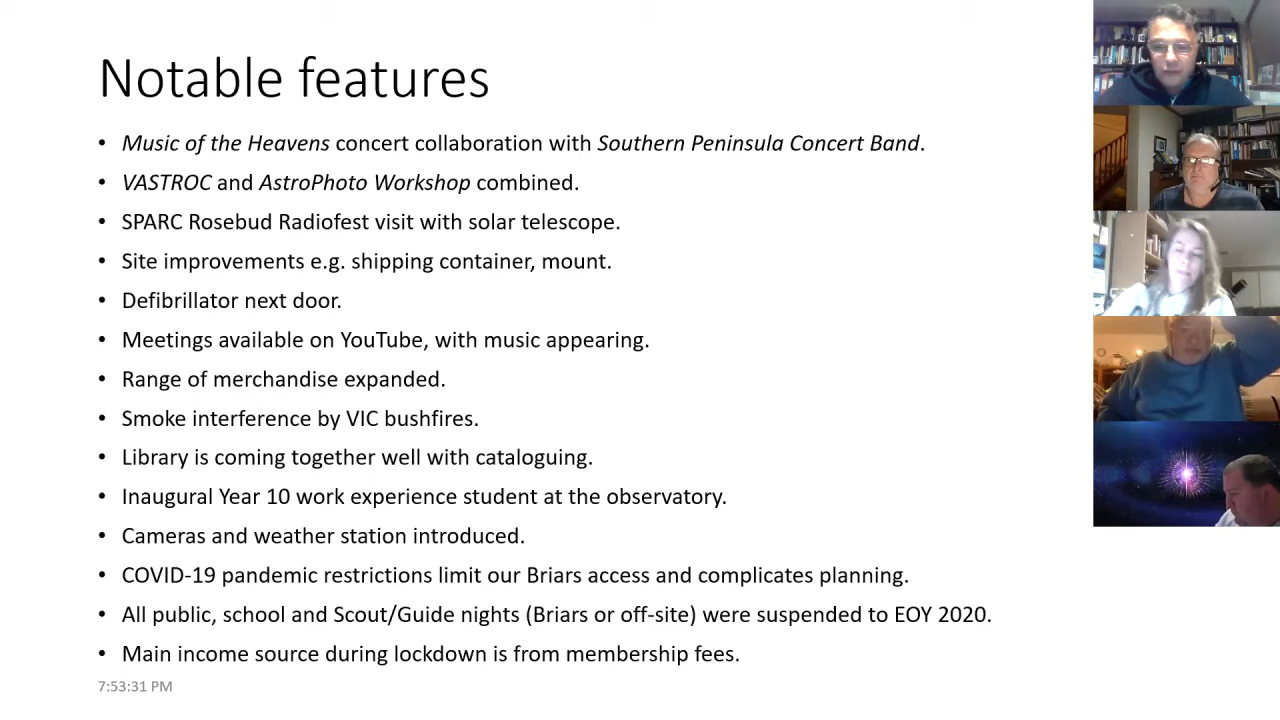 Notable features
• Music of the Heavens concert collaboration with Southern Peninsula Concert Band.
• VASTROC and AstroPhoto Workshop combined.
• SPARC Rosebud Radiofest visit with solar telescope.
• Site improvements e.g. shipping container, mount.
• Defibrillator next door.
• Meetings available on YouTube, with music appearing.
• Range of merchandise expanded.
• Smoke interference by VIC bushfires.
• Library is coming together well with cataloguing.
• Inaugural Year 10 work experience student at the observatory.
• Cameras and weather station introduced.
• COVID-19 pandemic restrictions limit our Briars access and complicates planning.
• All public, school and Scout/Guide nights (Briars or off-site) were suspended to EOY 2020.
• Main income source during lockdown is from membership fees.
7:53:31 PM